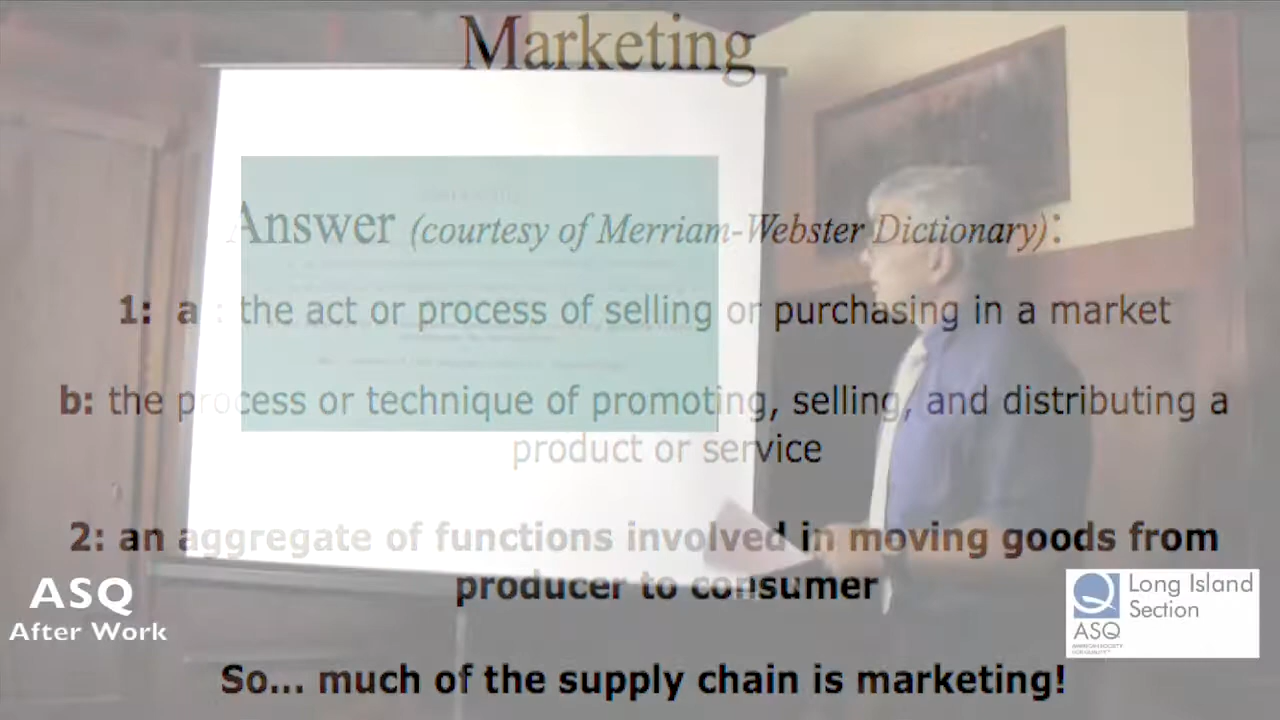 Marketing
Answer (courtesy of Merriam-Webster Dictionary):
1: a : the act or process of selling or purchasing in a market
b: the process or technique of promoting, selling, and distributing a
product or service
2: an aggregate of functions involved in moving goods from
producer to consumer
ASQ
After Work
Long Island
Section
ASQ
So... much of the supply chain is marketing!